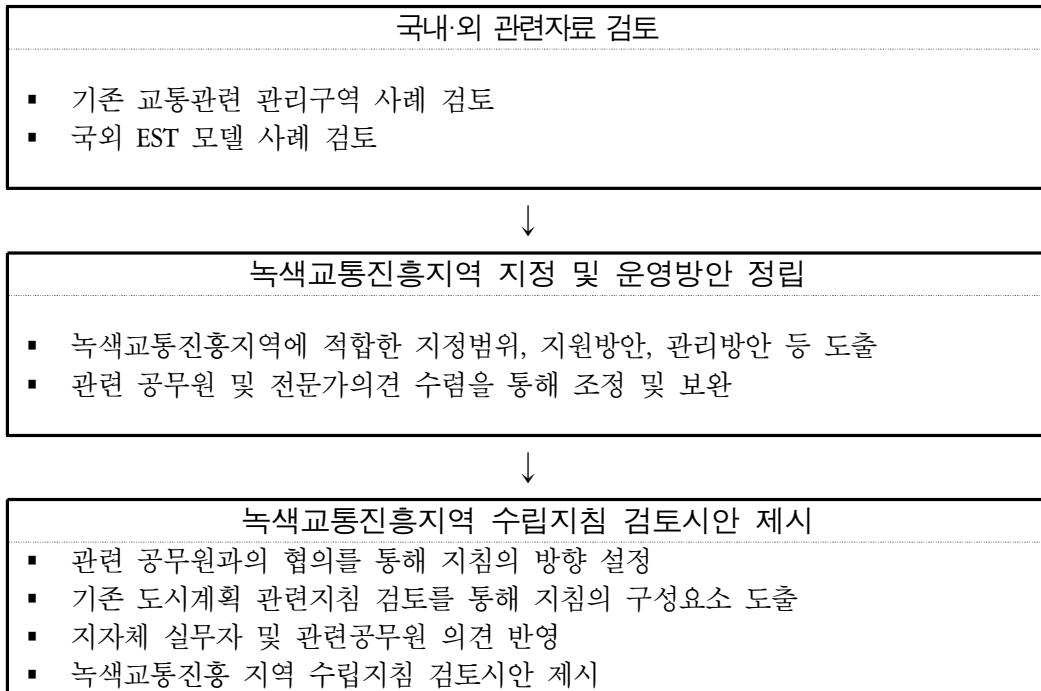 국내·외 관련자료 검토
▪ 기존 교통관련 관리구역 사례 검토
▪ 국외 EST 모델 사례 검토
↓
녹색교통진흥지역 지정 및 운영방안 정립
▪ 녹색교통진흥지역에 적합한 지정범위, 지원방안, 관리방안 등 도출
▪ 관련 공무원 및 전문가의견 수렴을 통해 조정 및 보완
↓
녹색교통진흥지역 수립지침 검토시안 제시
▪ 관련 공무원과의 협의를 통해 지침의 방향 설정
▪ 기존 도시계획 관련지침 검토를 통해 지침의 구성요소 도출
▪ 지자체 실무자 및 관련공무원 의견 반영
▪ 녹색교통진흥 지역 수립지침 검토시안 제시